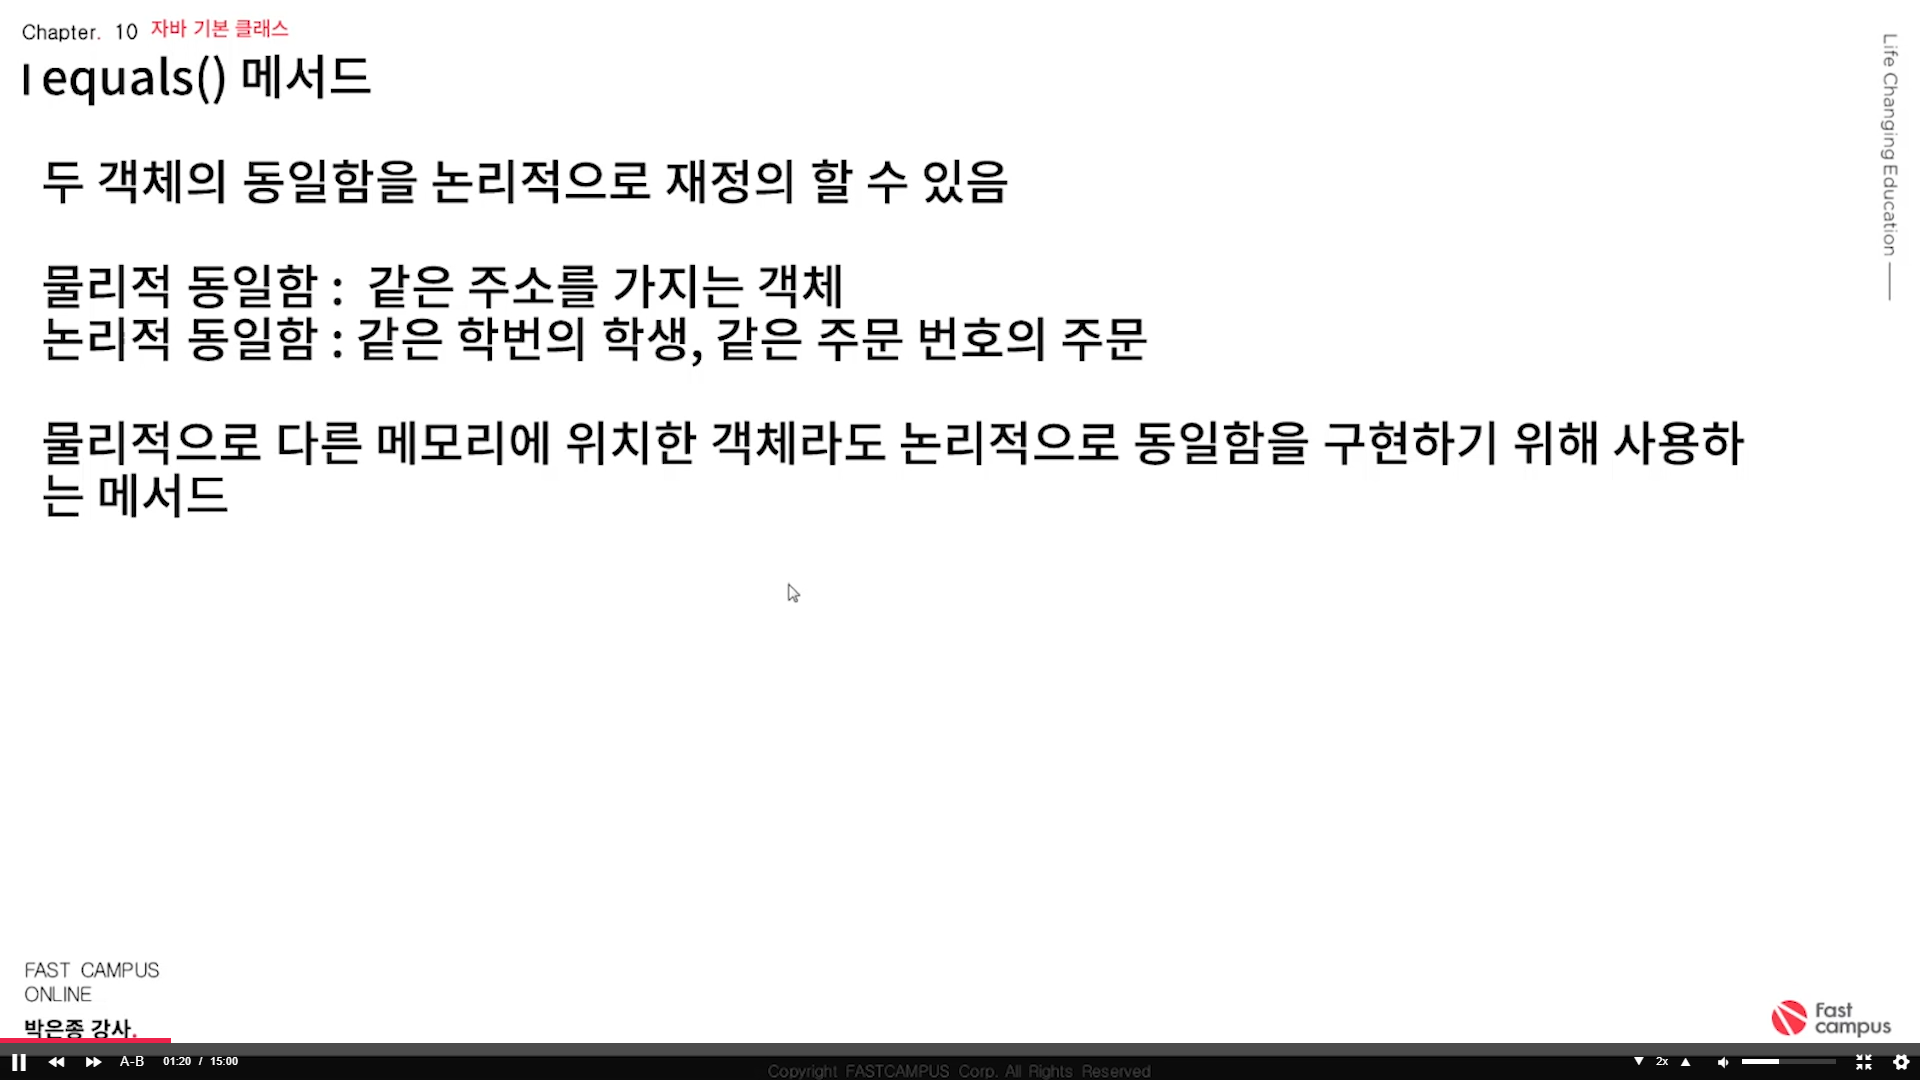 Chapter. 10 자바 기본 클래스
equals() 메서드
두 객체의 동일함을 논리적으로 재정의 할 수 있음
물리적 동일함 : 같은 주소를 가지는 객체
논리적 동일함 : 같은 학번의 학생, 같은 주문 번호의 주문
물리적으로 다른 메모리에 위치한 객체라도 논리적으로 동일함을 구현하기 위해 사용하
는 메서드
Life Changing Education
FAST CAMPUS
ONLINE
박은종 강사.
Fast
campus
A-B 01:20 / 15:00
2x
Copyright FASTCAMPUS Corp. All Rights Reserved